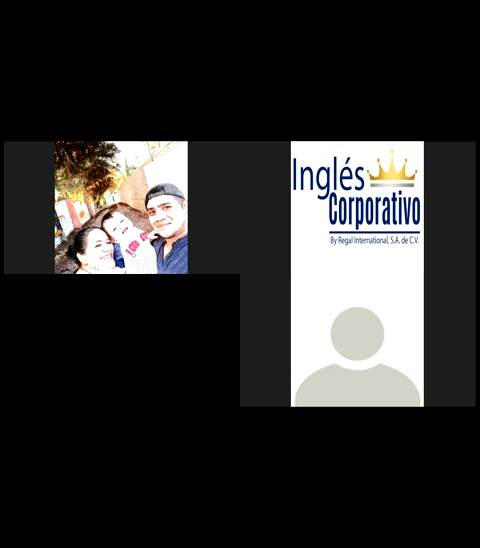 Inglés
Corporativo
By Regal International, S.A. de C.V.